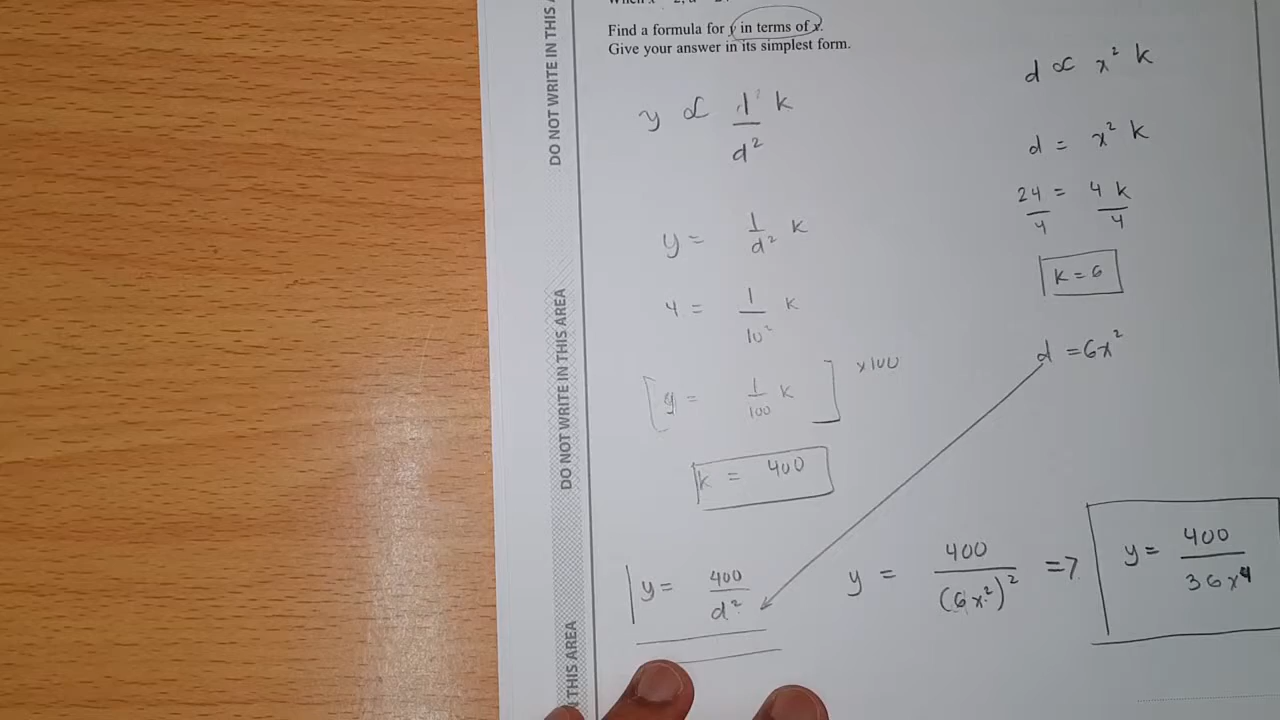 Find a formula for y in terms of x.
Give your answer in its simplest form.
y ∝ 1/d² k
y = 1/d² k
4 = 1/10² k
[y = 1/100 k] x100
k = 400
y = 400/d²
d ∝ x² k
d = x² k
24/4 = 4k/4
k = 6
d = 6x²
y = 400/(6x²)² => y = 400/36x⁴
DO NOT WRITE IN THIS A
DO NOT WRITE IN THIS AREA
THIS AREA